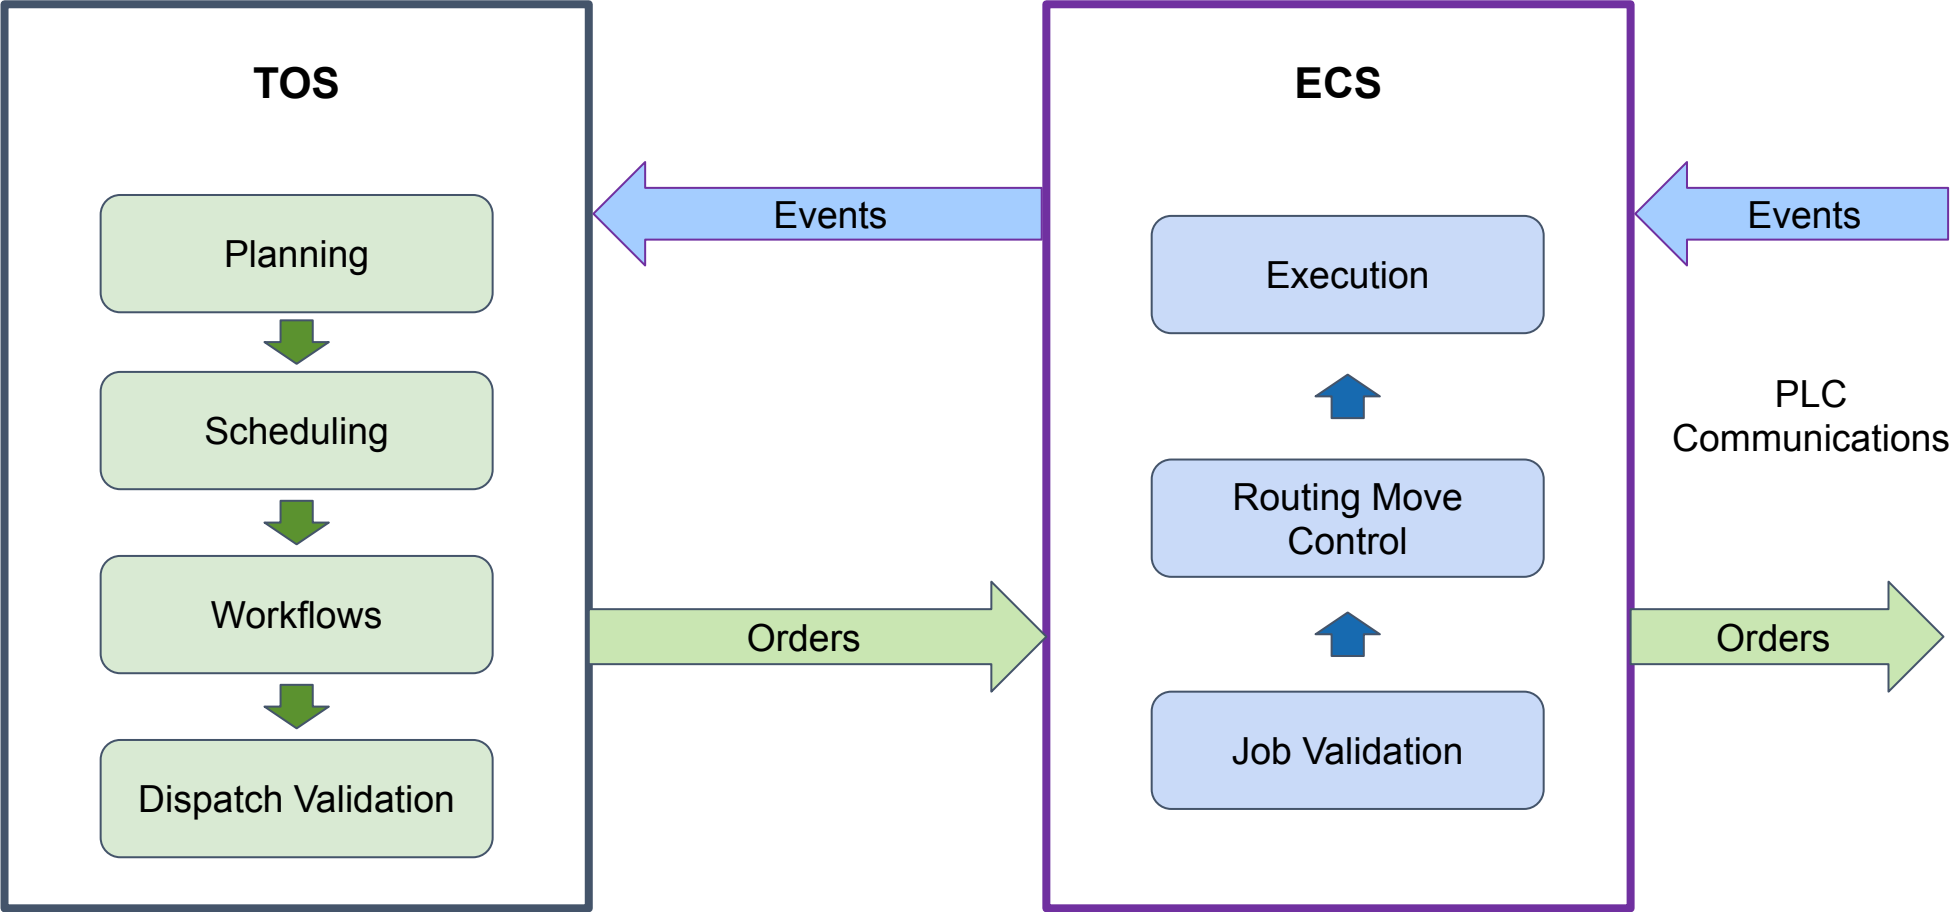 TOS
Planning
Scheduling
Workflows
Dispatch Validation
Events
Orders
ECS
Execution
Routing Move
Control
Job Validation
Events
PLC
Communications
Orders